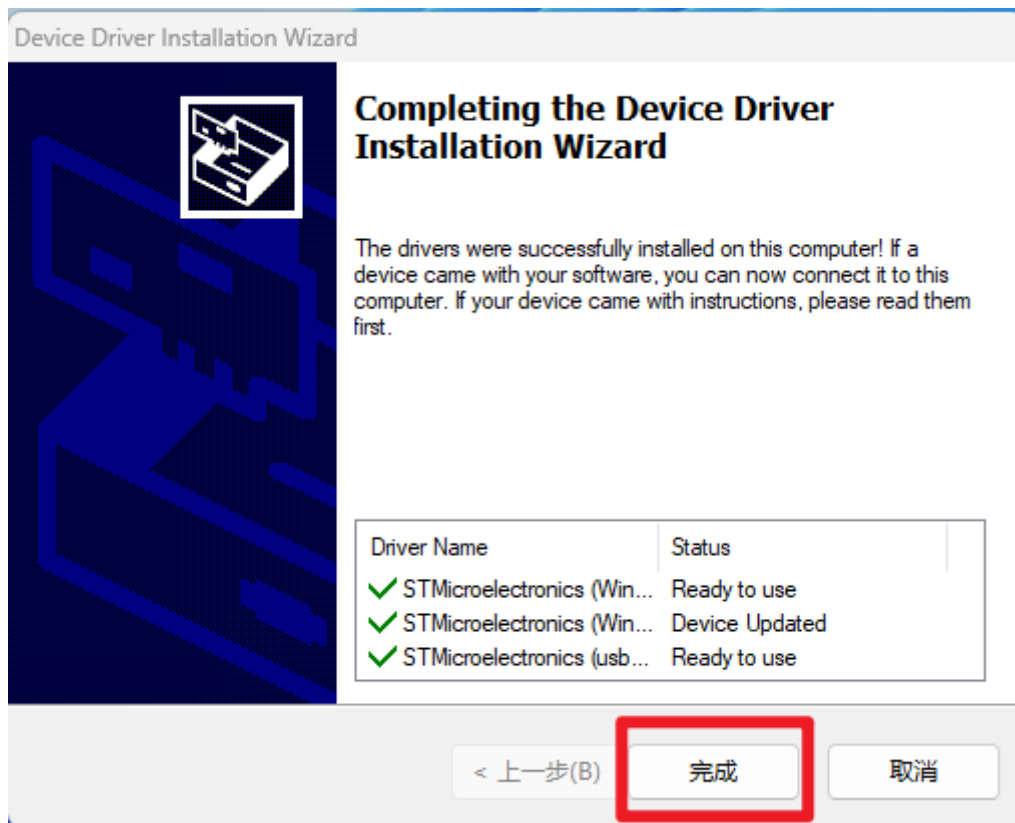 Device Driver Installation Wizard
Completing the Device Driver
Installation Wizard
The drivers were successfully installed on this computer! If a
device came with your software, you can now connect it to this
computer. If your device came with instructions, please read them
first.
Driver Name Status
STMicroelectronics (Win... Ready to use
STMicroelectronics (Win... Device Updated
STMicroelectronics (usb... Ready to use
< 上一步(B) 完成 取消